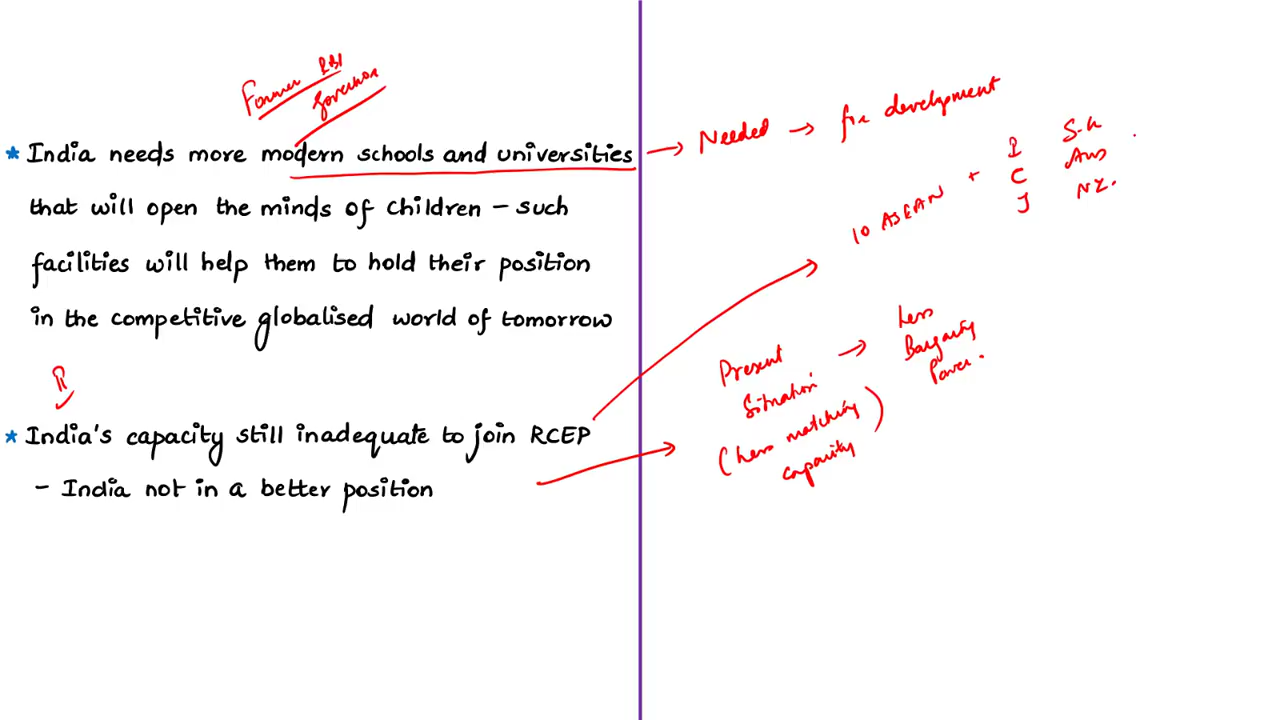 Former RBI
Governor
* India needs more modern schools and universities
that will open the minds of children - such
facilities will help them to hold their position
in the competitive globalised world of tomorrow
→ Needed → for development
R
* India's capacity still inadequate to join RCEP
- India not in a better position
10 ASEAN + I C J S.K Aus NZ.
Present
Situation
(Less matching
capacity)
→ Less
Bargaining
Power.